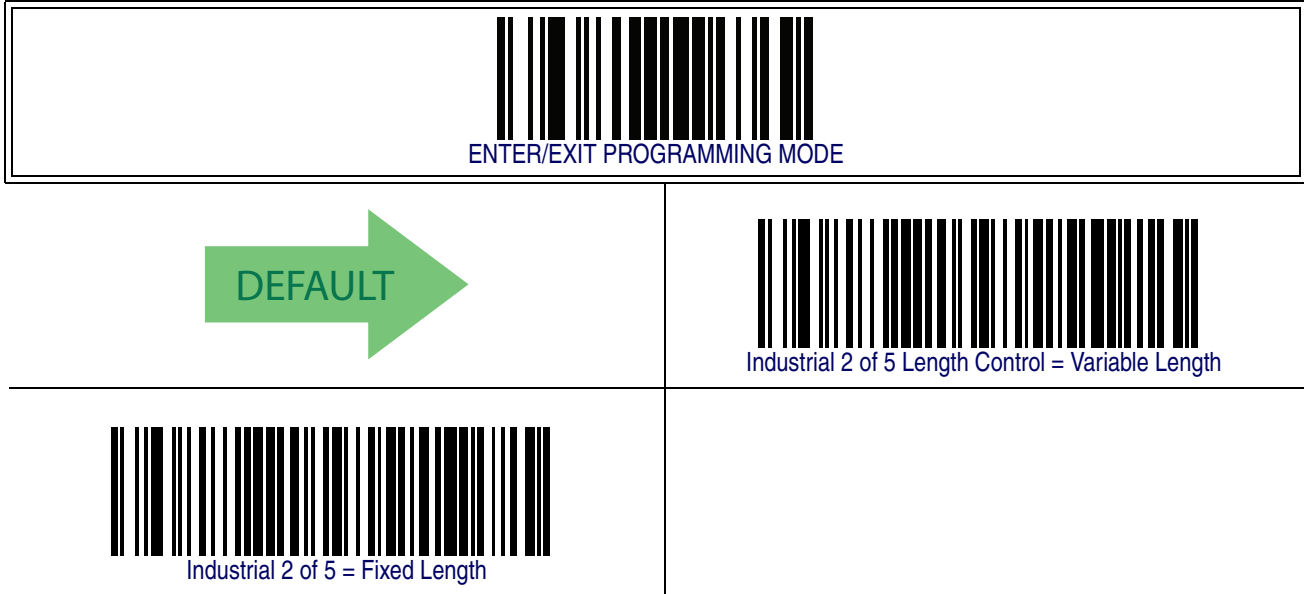 ENTER/EXIT PROGRAMMING MODE
DEFAULT
Industrial 2 of 5 Length Control = Variable Length
Industrial 2 of 5 = Fixed Length